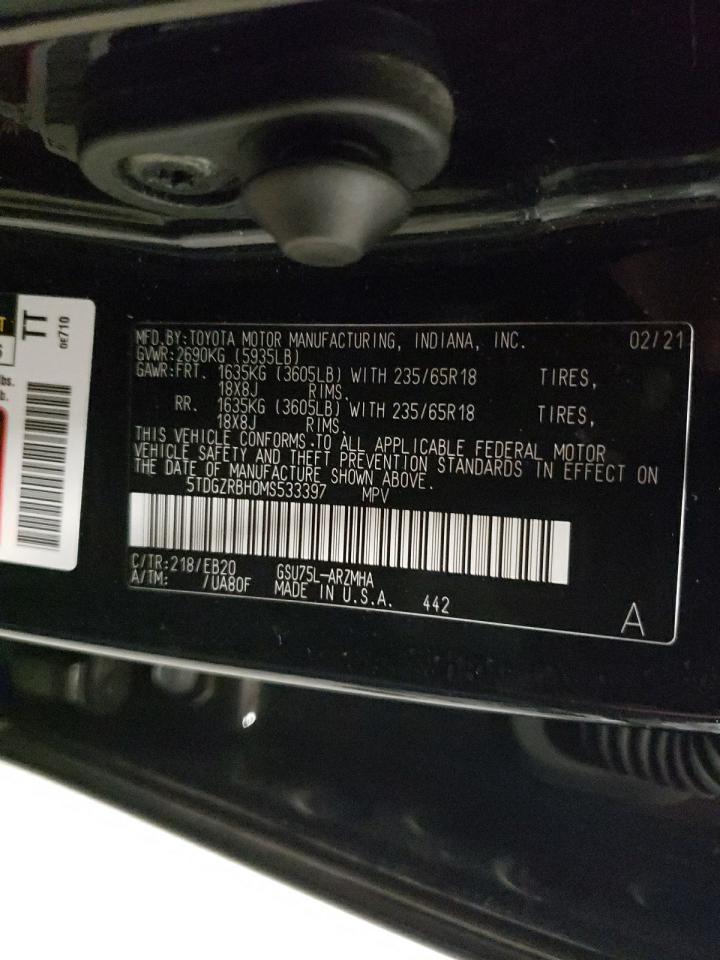 T
S
lbs.
b.
TT
0E710
MFD.BY:TOYOTA MOTOR MANUFACTURING, INDIANA, INC. 02/21
GVWR:2690KG (5935LB)
GAWR:FRT. 1635KG (3605LB) WITH 235/65R18 TIRES,
18X8J RIMS.
RR. 1635KG (3605LB) WITH 235/65R18 TIRES,
18X8J RIMS.
THIS VEHICLE CONFORMS TO ALL APPLICABLE FEDERAL MOTOR
VEHICLE SAFETY AND THEFT PREVENTION STANDARDS IN EFFECT ON
THE DATE OF MANUFACTURE SHOWN ABOVE.
5TDGZRBH0MS533397 MPV
C/TR:218/EB20 GSU75L-ARZMHA
A/TM: /UA80F MADE IN U.S.A. 442
A